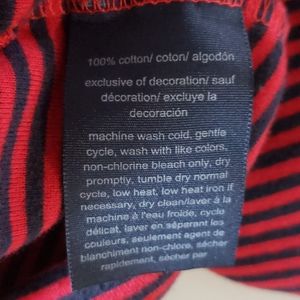 100% cotton/ coton/ algodón
exclusive of decoration/ sauf
décoration/ excluye la
decoración
machine wash cold, gentle
cycle, wash with like colors.
non-chlorine bleach only, dry
promptly, tumble dry normal
cycle, low heat, low heat iron if
necessary, dry clean/laver à la
machine à l'eau froide, cycle
délicat, laver en séparant les
couleurs, seulement agent de
blanchiment non-chlore, sécher
rapidement, sécher par